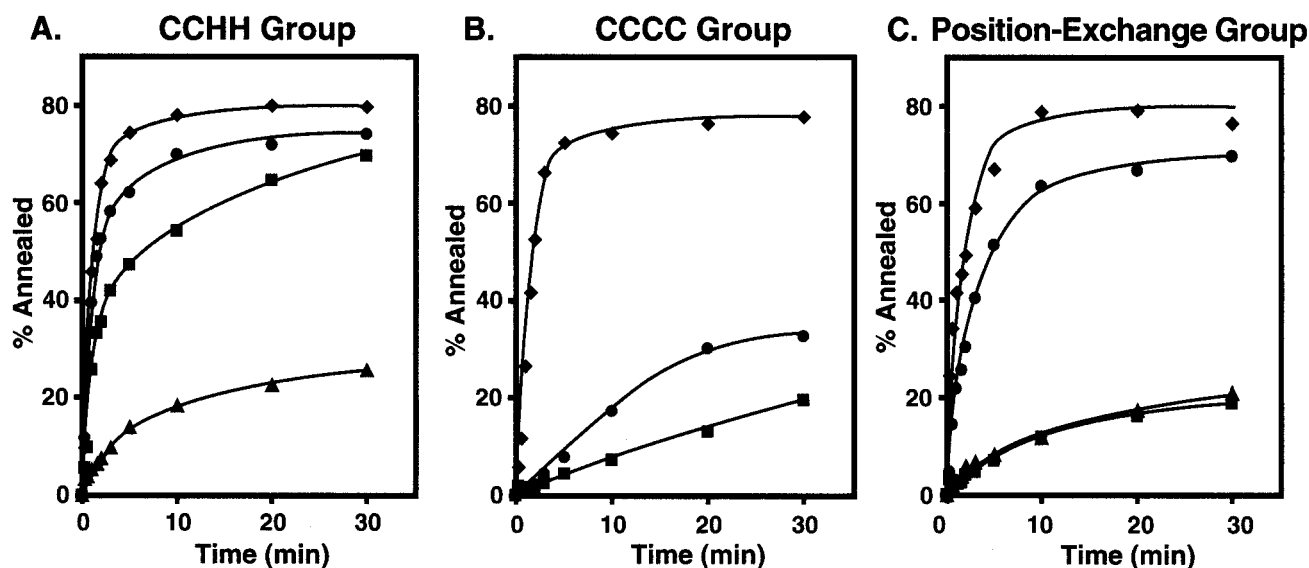 A. CCHH Group
% Annealed
80
60
40
20
0
0 10 20 30
Time (min)
B. CCCC Group
% Annealed
80
60
40
20
0
0 10 20 30
Time (min)
C. Position-Exchange Group
% Annealed
80
60
40
20
0
0 10 20 30
Time (min)